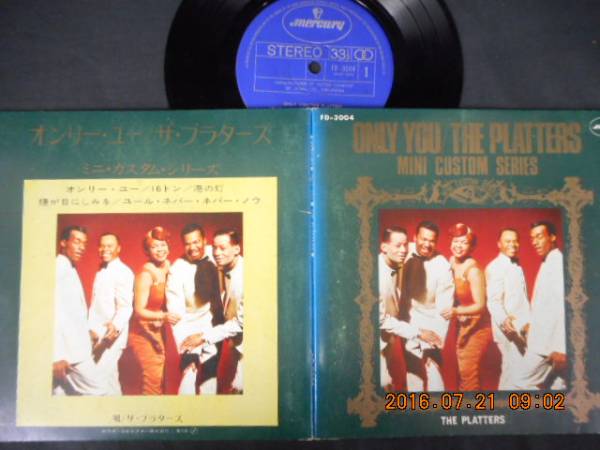 mercury
STEREO 33⅓
FD 3004
1
オンリー・ユー/ザ・プラターズ
ミニ・カスタム・シリーズ
オンリー・ユー/16トン/港の灯
煙が目にしみる/ユール・ネバー・ネバー・ノウ
唄/ザ・プラターズ
FD-3004
ONLY YOU/THE PLATTERS
MINI CUSTOM SERIES
THE PLATTERS
2016.07.21 09:02